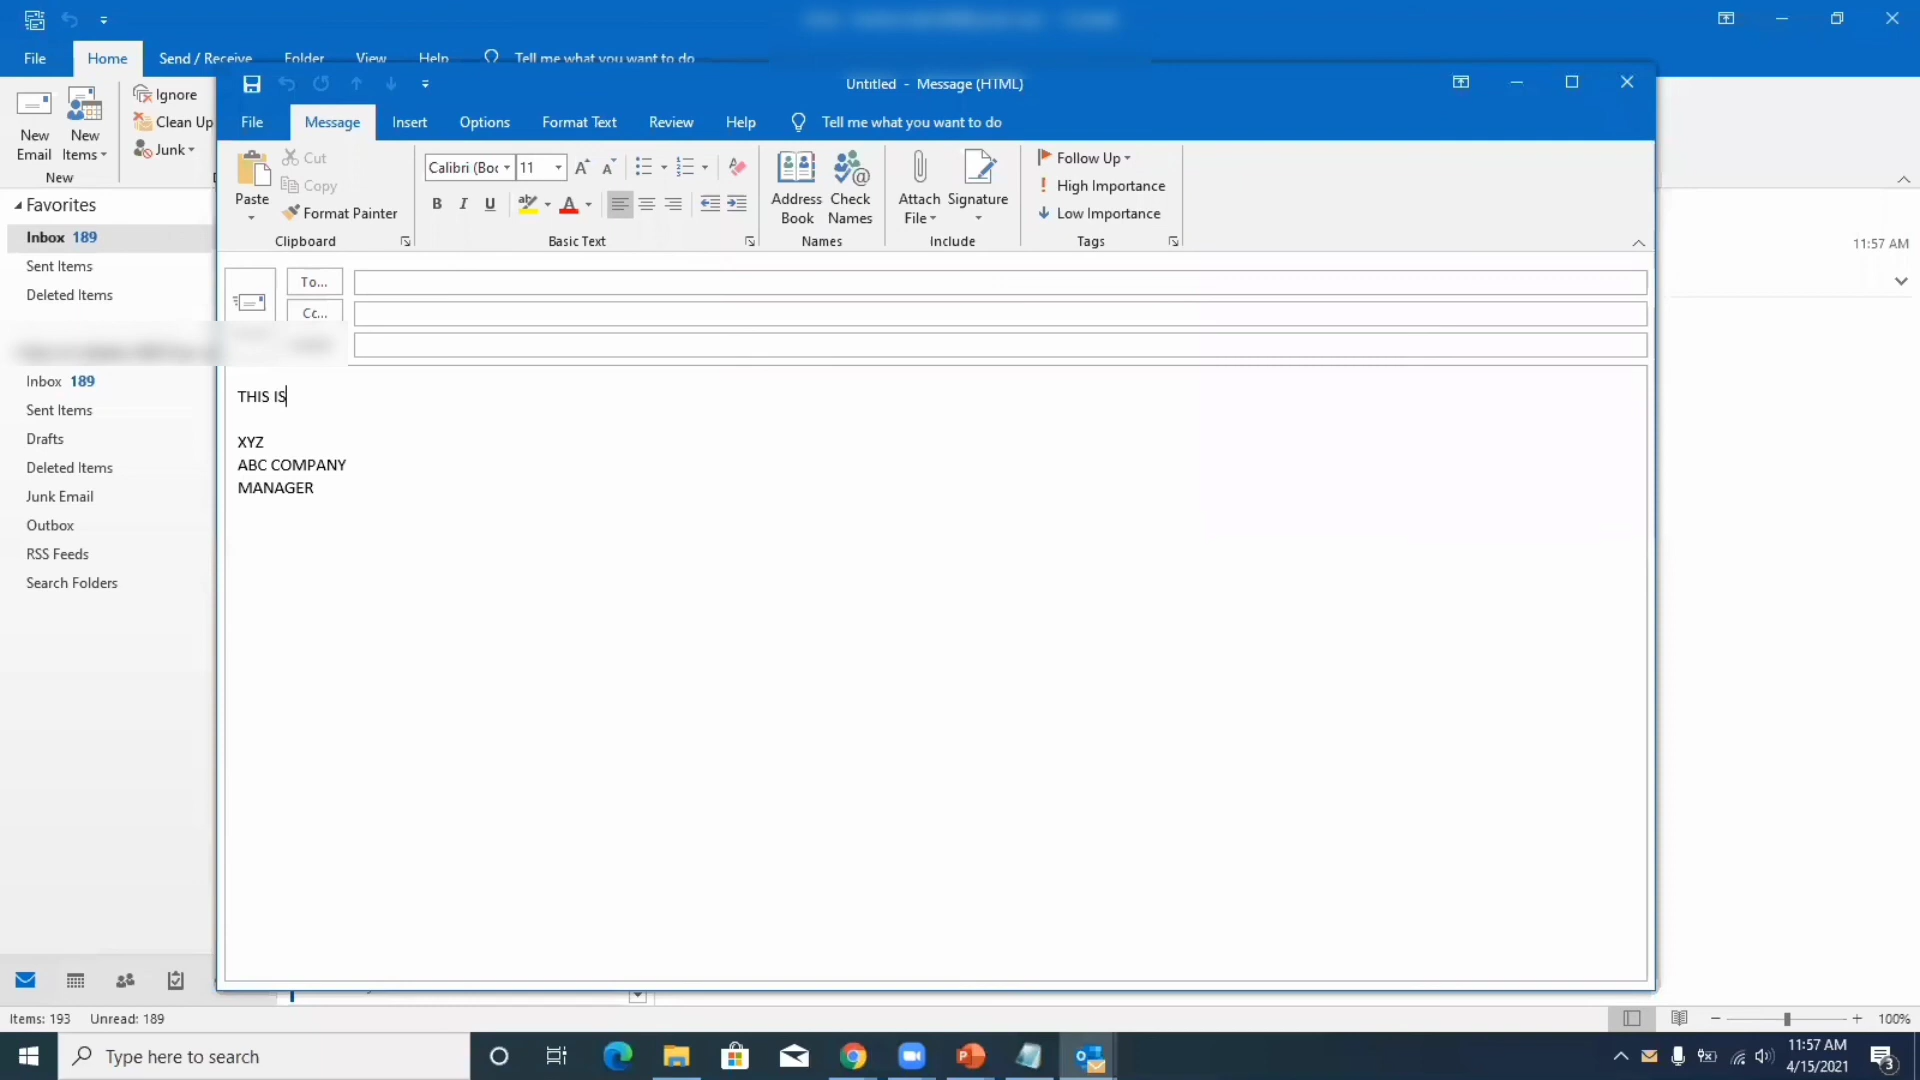 File Home Send / Receive Folder View Help Tell me what you want to do
Untitled - Message (HTML)
File Message Insert Options Format Text Review Help Tell me what you want to do
New Email
New Items
Ignore
Clean Up
Junk
New
Paste
Cut
Copy
Format Painter
Clipboard
Calibri (Boc 11
B I U ab A
Basic Text
Address Book
Check Names
Names
Attach File
Signature
Include
Follow Up
High Importance
Low Importance
Tags
Favorites
Inbox 189
Sent Items
Deleted Items
Inbox 189
Sent Items
Drafts
Deleted Items
Junk Email
Outbox
RSS Feeds
Search Folders
11:57 AM
To...
Cc...
THIS IS
XYZ
ABC COMPANY
MANAGER
Items: 193 Unread: 189
100%
Type here to search
11:57 AM
4/15/2021
3